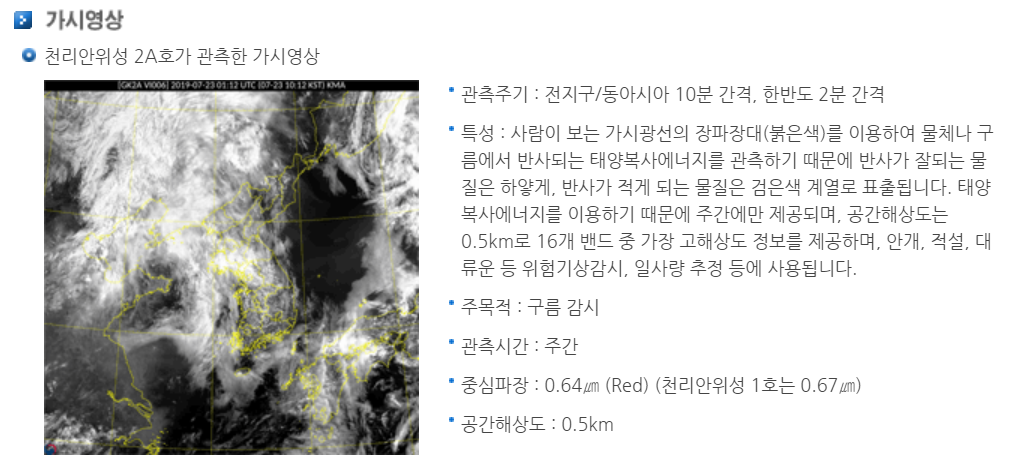 가시영상
천리안위성 2A호가 관측한 가시영상
[GK2A VI006] 2019-07-23 01:12 UTC (07-23 10:12 KST) KMA
관측주기 : 전지구/동아시아 10분 간격, 한반도 2분 간격
특성 : 사람이 보는 가시광선의 장파장대(붉은색)를 이용하여 물체나 구
름에서 반사되는 태양복사에너지를 관측하기 때문에 반사가 잘되는 물
질은 하얗게, 반사가 적게 되는 물질은 검은색 계열로 표출됩니다. 태양
복사에너지를 이용하기 때문에 주간에만 제공되며, 공간해상도는
0.5km로 16개 밴드 중 가장 고해상도 정보를 제공하며, 안개, 적설, 대
류운 등 위험기상감시, 일사량 추정 등에 사용됩니다.
주목적 : 구름 감시
관측시간 : 주간
중심파장 : 0.64㎛ (Red) (천리안위성 1호는 0.67㎛)
공간해상도 : 0.5km